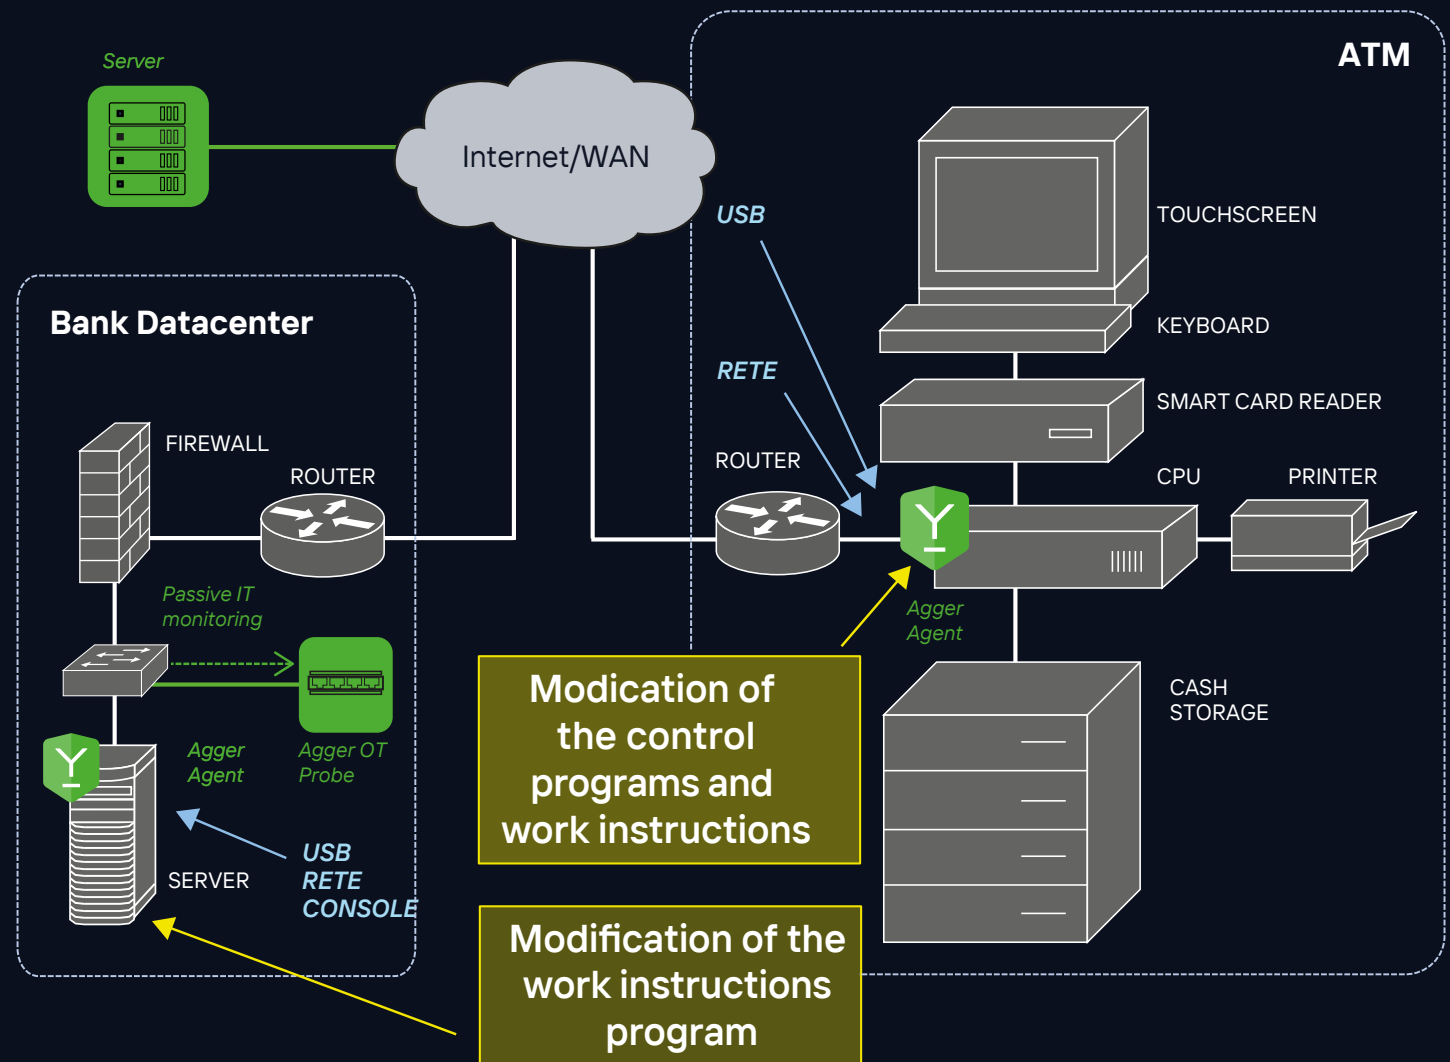 Server
Internet/WAN
ATM
USB
TOUCHSCREEN
Bank Datacenter
KEYBOARD
RETE
SMART CARD READER
FIREWALL
ROUTER
ROUTER
CPU
PRINTER
Passive IT
monitoring
Agger
Agent
Modication of
the control
programs and
work instructions
CASH
STORAGE
Agger
Agent
Agger OT
Probe
SERVER
USB
RETE
CONSOLE
Modification of the
work instructions
program